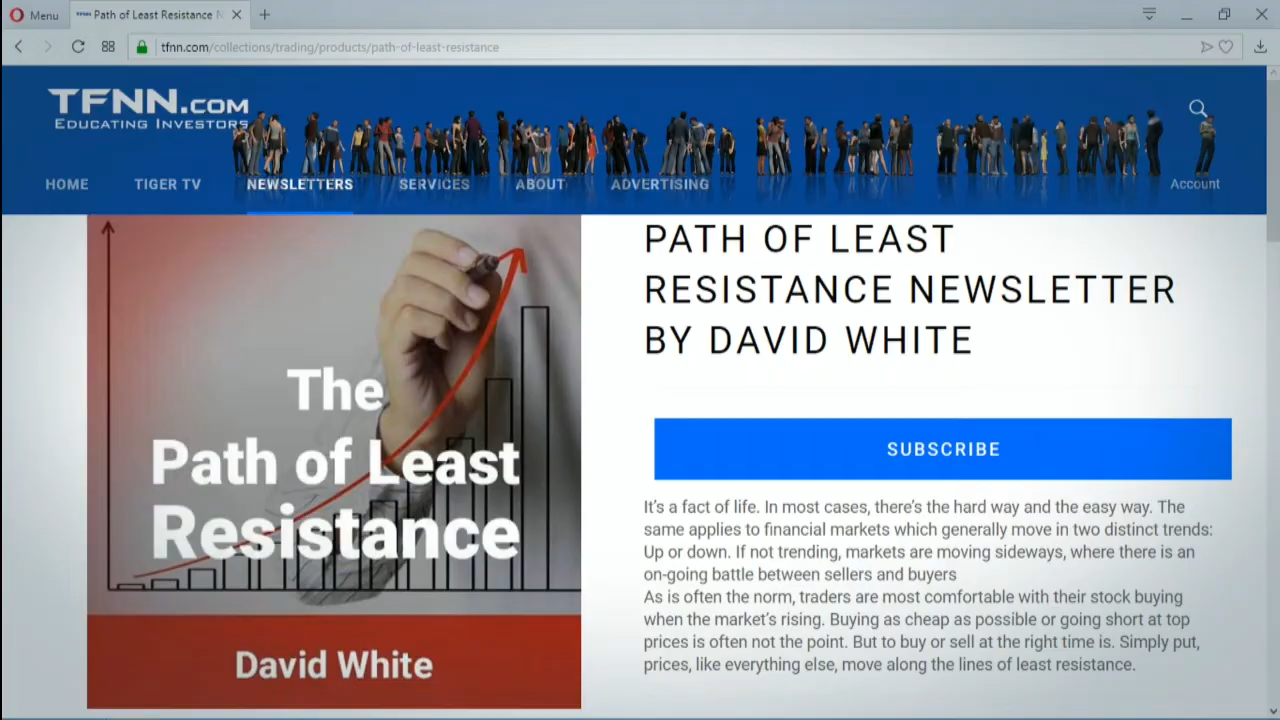 Menu
Path of Least Resistance N
tfnn.com/collections/trading/products/path-of-least-resistance
TFNN.COM
EDUCATING INVESTORS
HOME TIGER TV NEWSLETTERS SERVICES ABOUT ADVERTISING Account
The
Path of Least
Resistance
David White
PATH OF LEAST
RESISTANCE NEWSLETTER
BY DAVID WHITE
SUBSCRIBE
It's a fact of life. In most cases, there's the hard way and the easy way. The
same applies to financial markets which generally move in two distinct trends:
Up or down. If not trending, markets are moving sideways, where there is an
on-going battle between sellers and buyers
As is often the norm, traders are most comfortable with their stock buying
when the market's rising. Buying as cheap as possible or going short at top
prices is often not the point. But to buy or sell at the right time is. Simply put,
prices, like everything else, move along the lines of least resistance.